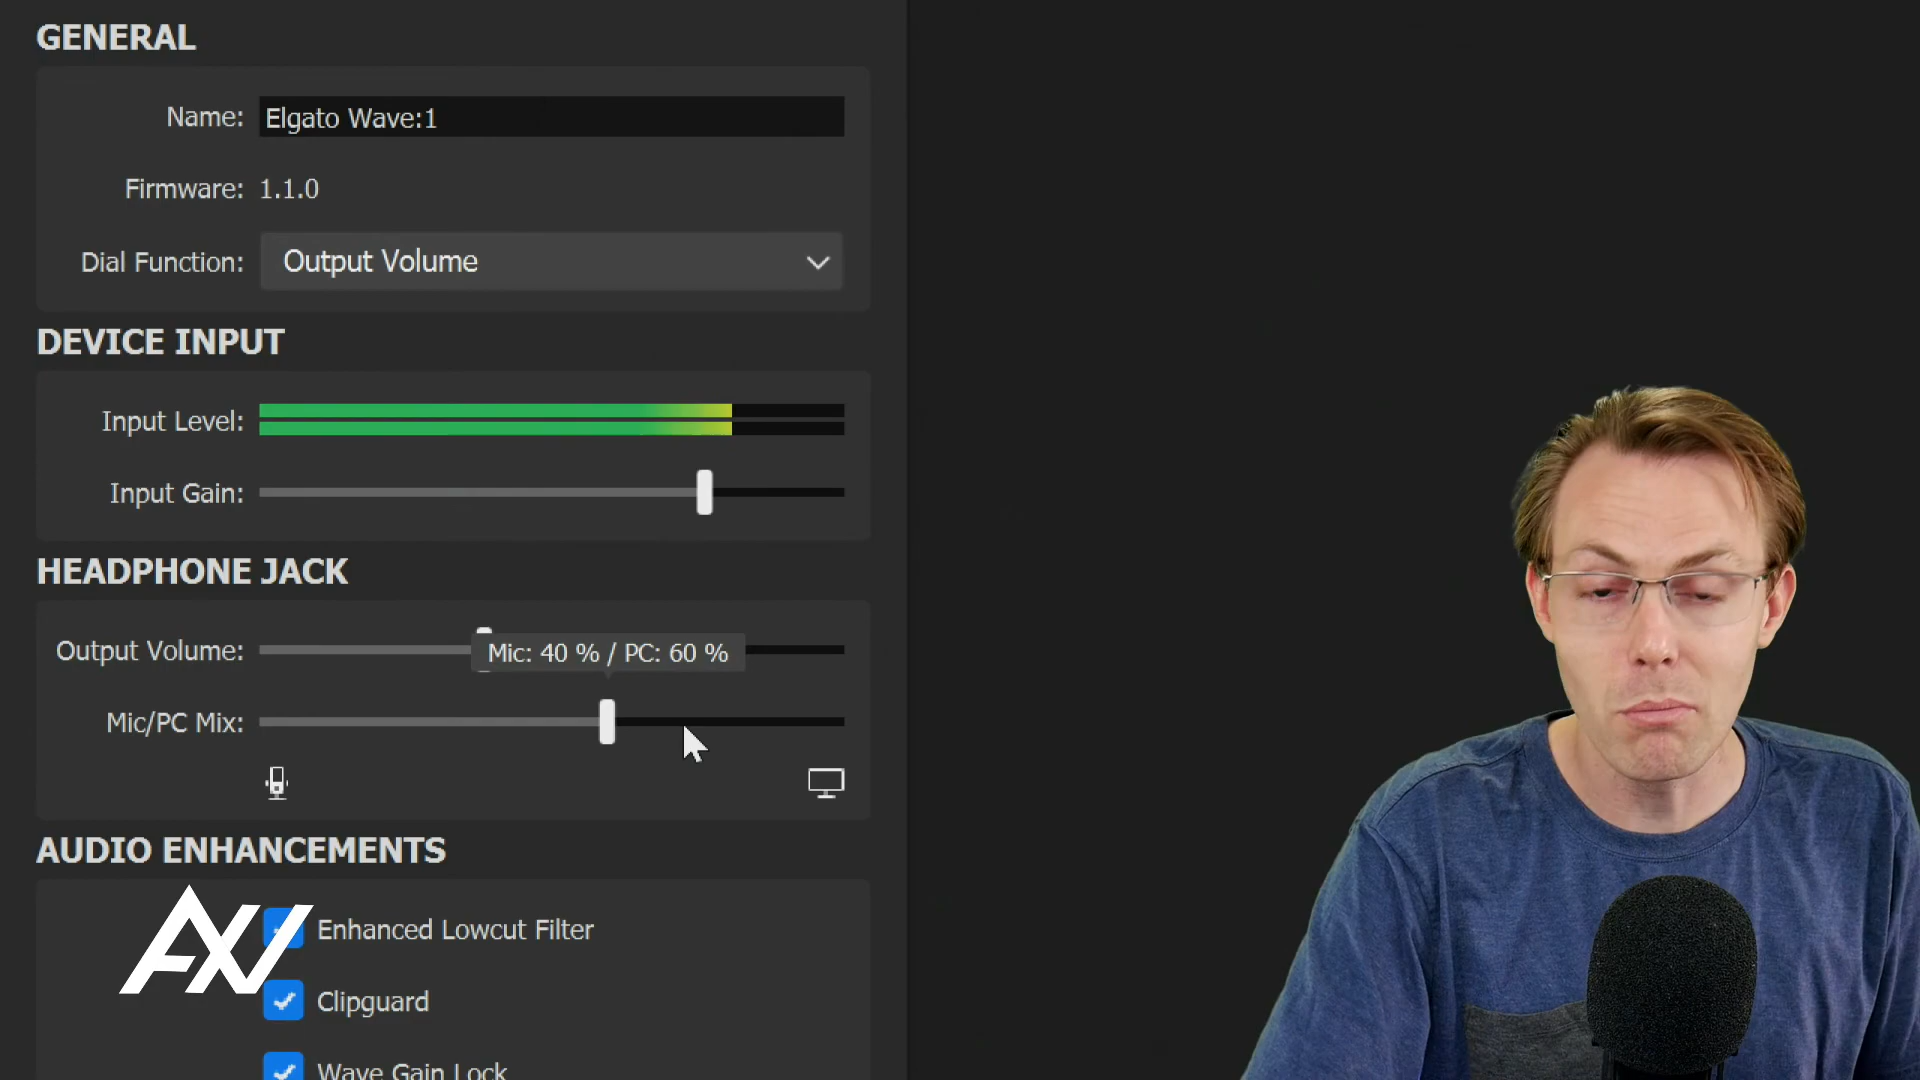 GENERAL
Name: Elgato Wave:1
Firmware: 1.1.0
Dial Function: Output Volume
DEVICE INPUT
Input Level:
Input Gain:
HEADPHONE JACK
Output Volume:
Mic: 40 % / PC: 60 %
Mic/PC Mix:
AUDIO ENHANCEMENTS
Enhanced Lowcut Filter
Clipguard
Wave Gain Lock